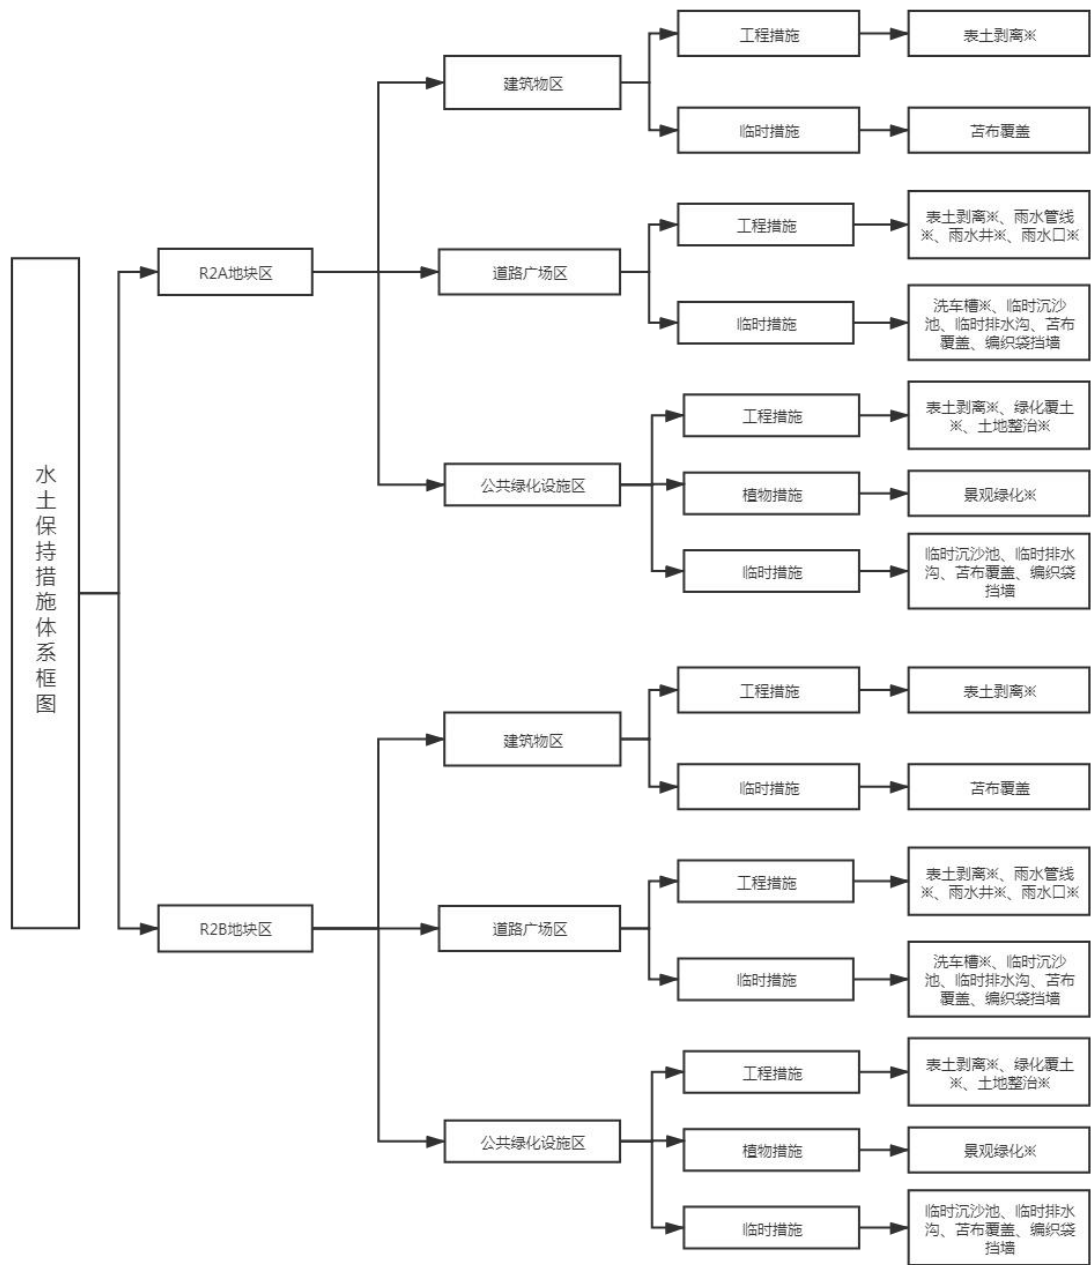 水土保持措施体系框图
R2A地块区
建筑物区
工程措施
表土剥离※
临时措施
苫布覆盖
道路广场区
工程措施
表土剥离※、雨水管线
※、雨水井※、雨水口※
临时措施
洗车槽※、临时沉沙
池、临时排水沟、苫布
覆盖、编织袋挡墙
公共绿化设施区
工程措施
表土剥离※、绿化覆土
※、土地整治※
植物措施
景观绿化※
临时措施
临时沉沙池、临时排水
沟、苫布覆盖、编织袋
挡墙
R2B地块区
建筑物区
工程措施
表土剥离※
临时措施
苫布覆盖
道路广场区
工程措施
表土剥离※、雨水管线
※、雨水井※、雨水口※
临时措施
洗车槽※、临时沉沙
池、临时排水沟、苫布
覆盖、编织袋挡墙
公共绿化设施区
工程措施
表土剥离※、绿化覆土
※、土地整治※
植物措施
景观绿化※
临时措施
临时沉沙池、临时排水
沟、苫布覆盖、编织袋
挡墙